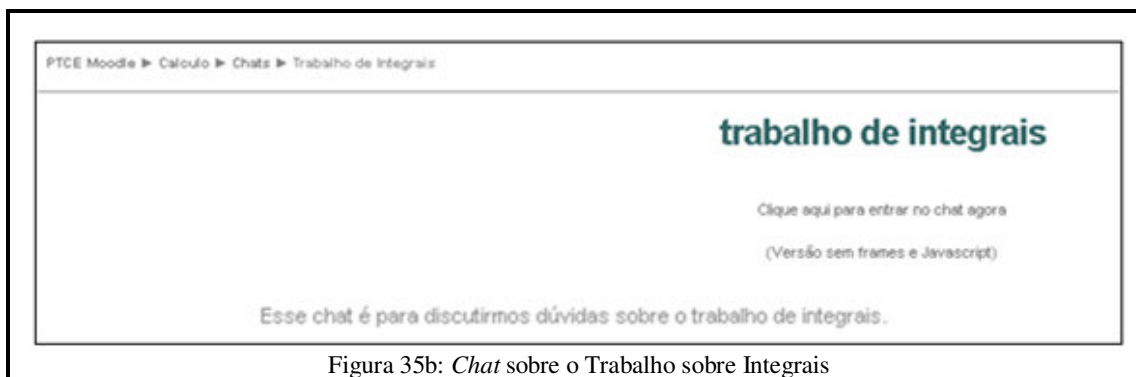 PTCE Moodle ► Calculo ► Chats ► Trabalho de Integrais
trabalho de integrais
Clique aqui para entrar no chat agora
(Versão sem frames e Javascript)
Esse chat é para discutirmos dúvidas sobre o trabalho de integrais.
Figura 35b: Chat sobre o Trabalho sobre Integrais